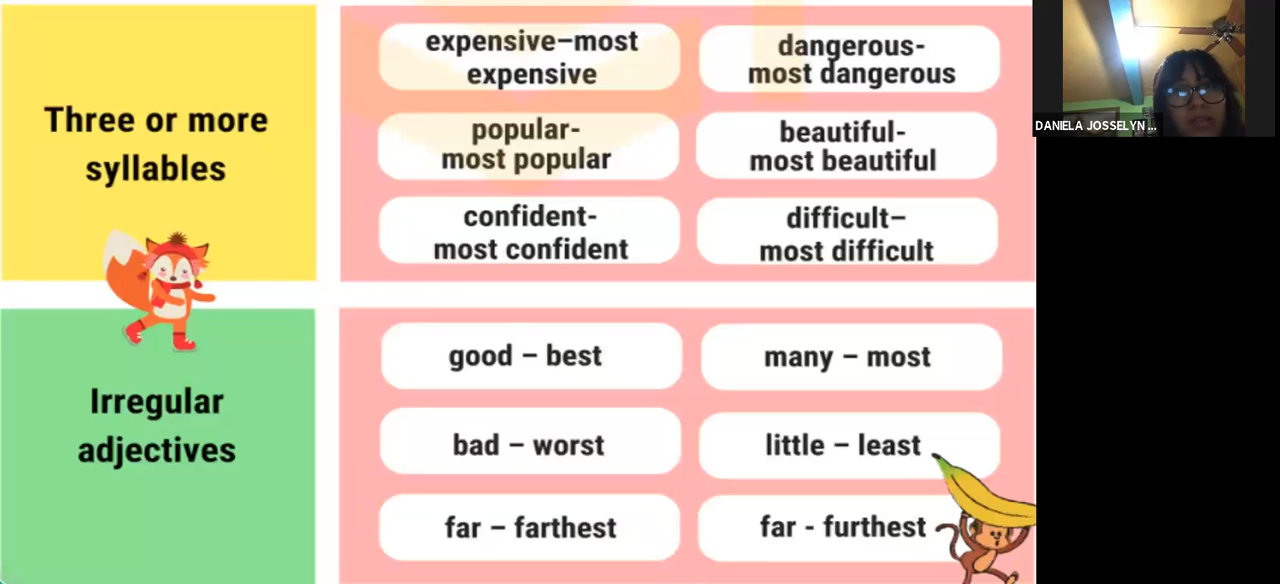 Three or more
syllables
expensive–most
expensive
dangerous-
most dangerous
popular-
most popular
beautiful-
most beautiful
confident-
most confident
difficult–
most difficult
Irregular
adjectives
good – best
many – most
bad – worst
little – least
far – farthest
far - furthest
DANIELA JOSSELYN ...